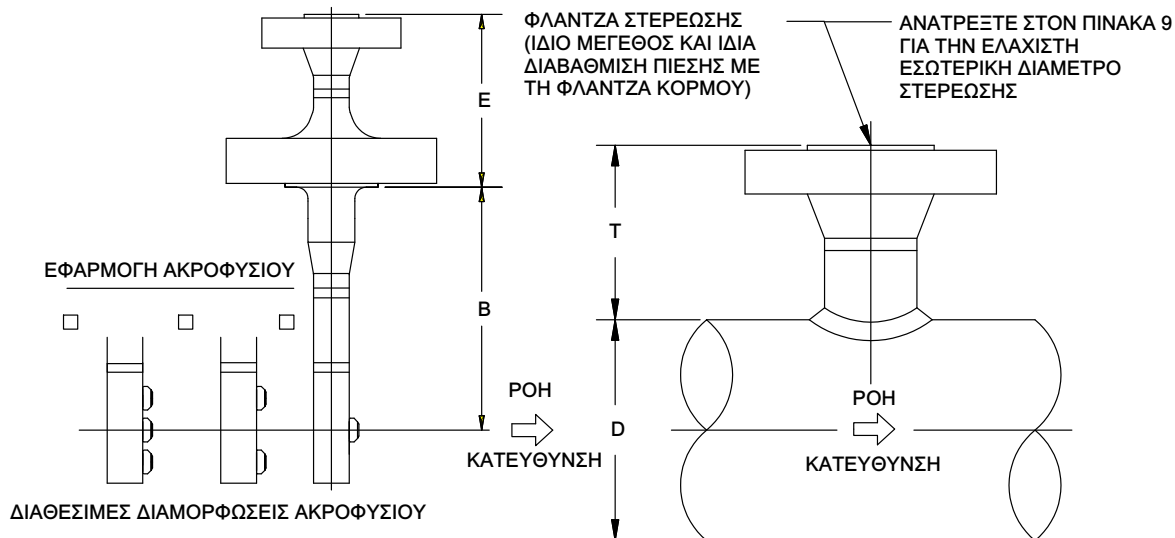 ΦΛΑΝΤΖΑ ΣΤΕΡΕΩΣΗΣ
(ΙΔΙΟ ΜΕΓΕΘΟΣ ΚΑΙ ΙΔΙΑ
ΔΙΑΒΑΘΜΙΣΗ ΠΙΕΣΗΣ ΜΕ
ΤΗ ΦΛΑΝΤΖΑ ΚΟΡΜΟΥ)
ΑΝΑΤΡΕΞΤΕ ΣΤΟΝ ΠΙΝΑΚΑ 9
ΓΙΑ ΤΗΝ ΕΛΑΧΙΣΤΗ
ΕΣΩΤΕΡΙΚΗ ΔΙΑΜΕΤΡΟ
ΣΤΕΡΕΩΣΗΣ
E
T
ΕΦΑΡΜΟΓΗ ΑΚΡΟΦΥΣΙΟΥ
B
ΡΟΗ
ΚΑΤΕΥΘΥΝΣΗ
D
ΡΟΗ
ΚΑΤΕΥΘΥΝΣΗ
ΔΙΑΘΕΣΙΜΕΣ ΔΙΑΜΟΡΦΩΣΕΙΣ ΑΚΡΟΦΥΣΙΟΥ